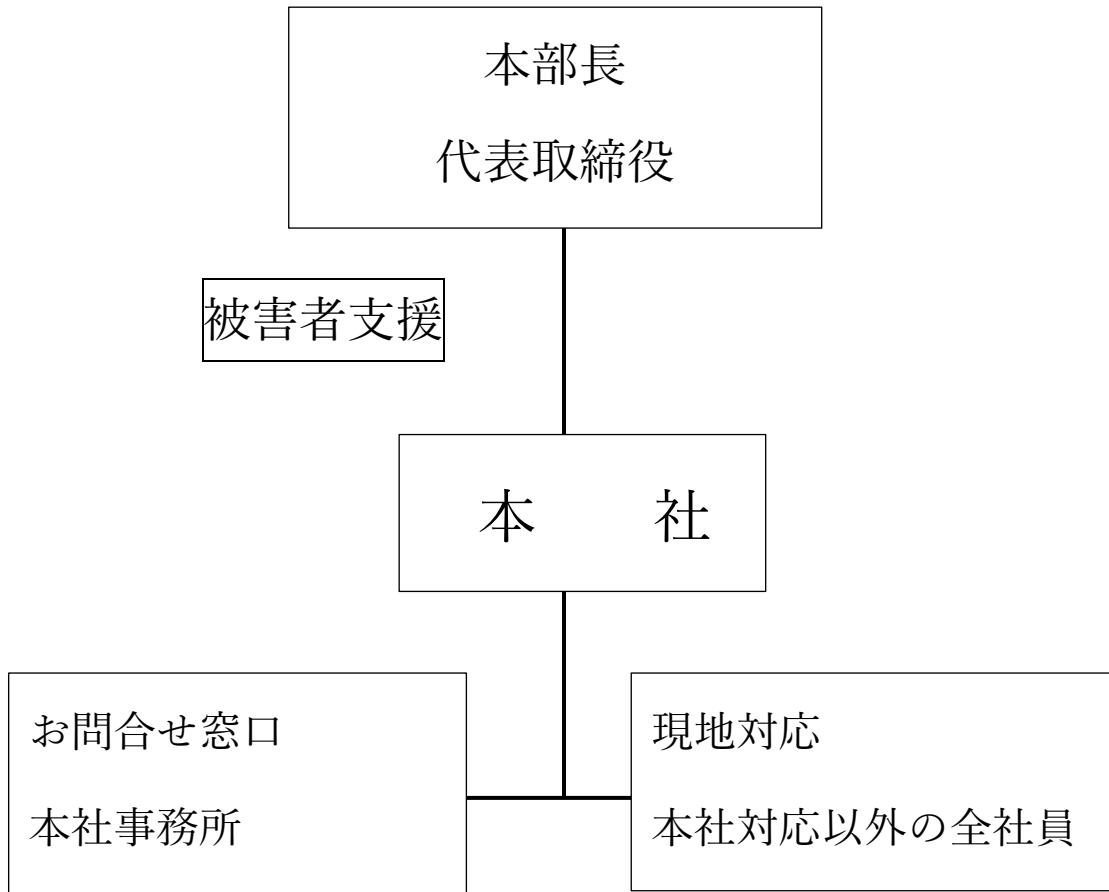 本部長
代表取締役
被害者支援
本　　社
お問合せ窓口
本社事務所
現地対応
本社対応以外の全社員